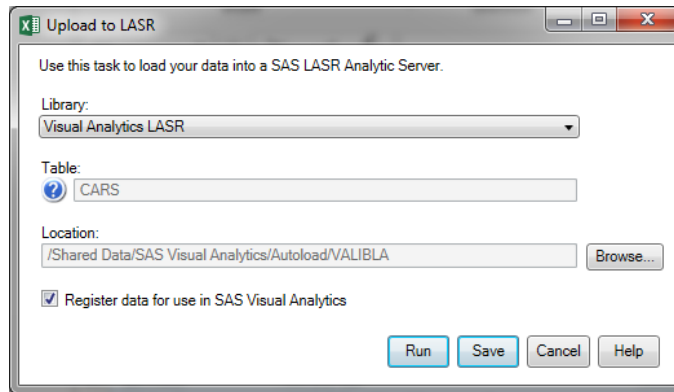 Upload to LASR
Use this task to load your data into a SAS LASR Analytic Server.
Library:
Visual Analytics LASR
Table:
? CARS
Location:
/Shared Data/SAS Visual Analytics/Autoload/VALIBLA
Browse...
Register data for use in SAS Visual Analytics
Run Save Cancel Help